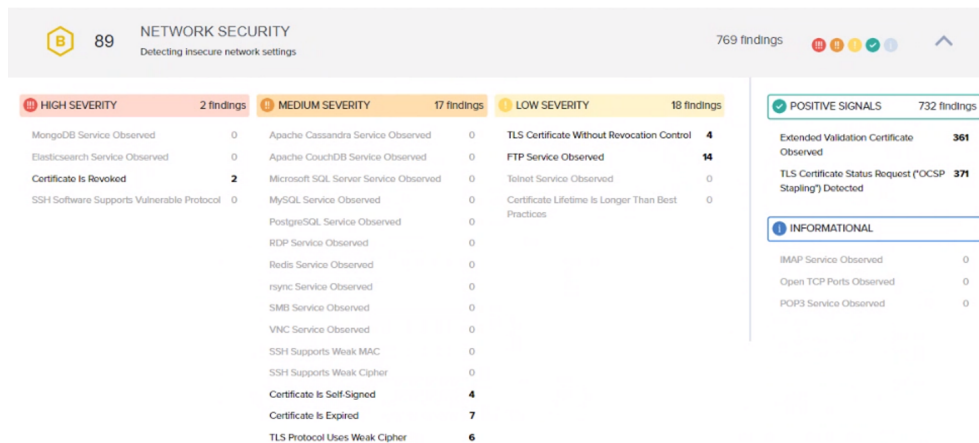 B 89 NETWORK SECURITY
Detecting insecure network settings
769 findings
HIGH SEVERITY 2 findings
MongoDB Service Observed 0
Elasticsearch Service Observed 0
Certificate Is Revoked 2
SSH Software Supports Vulnerable Protocol 0
MEDIUM SEVERITY 17 findings
Apache Cassandra Service Observed 0
Apache CouchDB Service Observed 0
Microsoft SQL Server Service Observed 0
MySQL Service Observed 0
PostgreSQL Service Observed 0
RDP Service Observed 0
Redis Service Observed 0
rsync Service Observed 0
SMB Service Observed 0
VNC Service Observed 0
SSH Supports Weak MAC 0
SSH Supports Weak Cipher 0
Certificate Is Self-Signed 4
Certificate Is Expired 7
TLS Protocol Uses Weak Cipher 6
LOW SEVERITY 18 findings
TLS Certificate Without Revocation Control 4
FTP Service Observed 14
Telnet Service Observed 0
Certificate Lifetime Is Longer Than Best 0
Practices
POSITIVE SIGNALS 732 findings
Extended Validation Certificate 361
Observed
TLS Certificate Status Request ("OCSP 371
Stapling") Detected
INFORMATIONAL
IMAP Service Observed 0
Open TCP Ports Observed 0
POP3 Service Observed 0